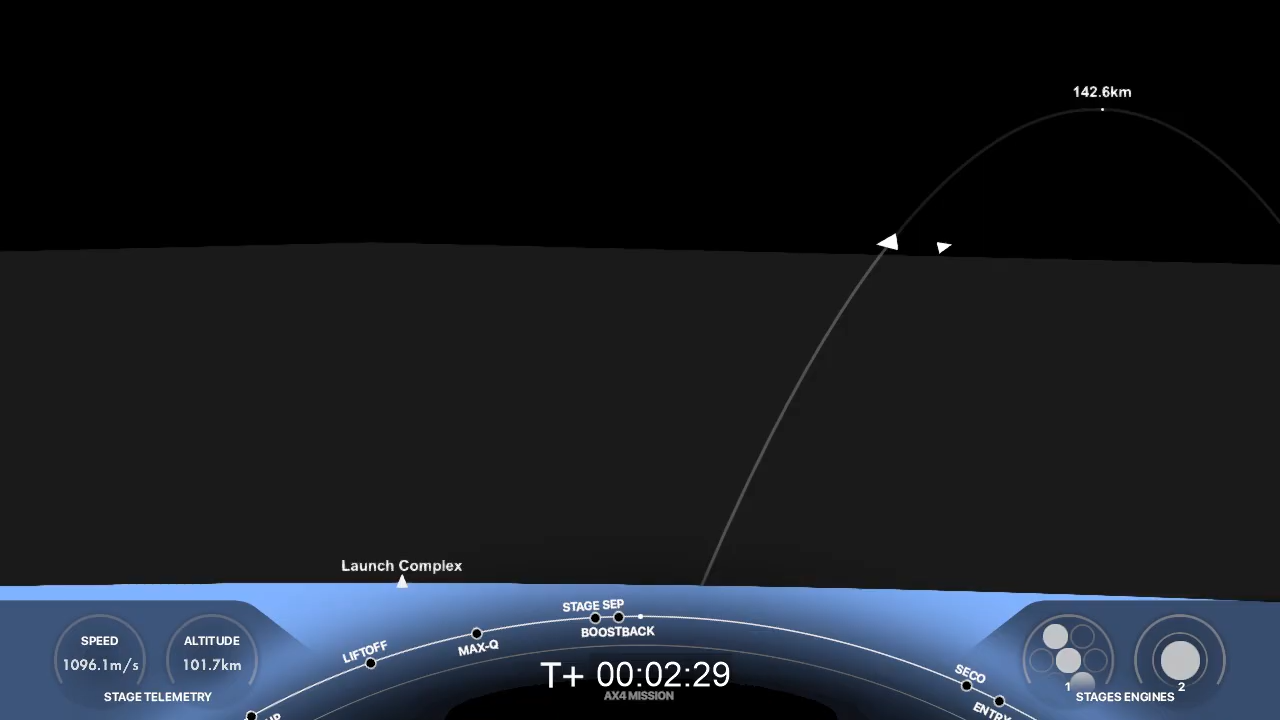 142.6km
Launch Complex
SPEED
1096.1m/s
ALTITUDE
101.7km
STAGE TELEMETRY
LIFTOFF
MAX-Q
STAGE SEP
BOOSTBACK
T+ 00:02:29
AX4 MISSION
SECO
1
STAGES ENGINES
2